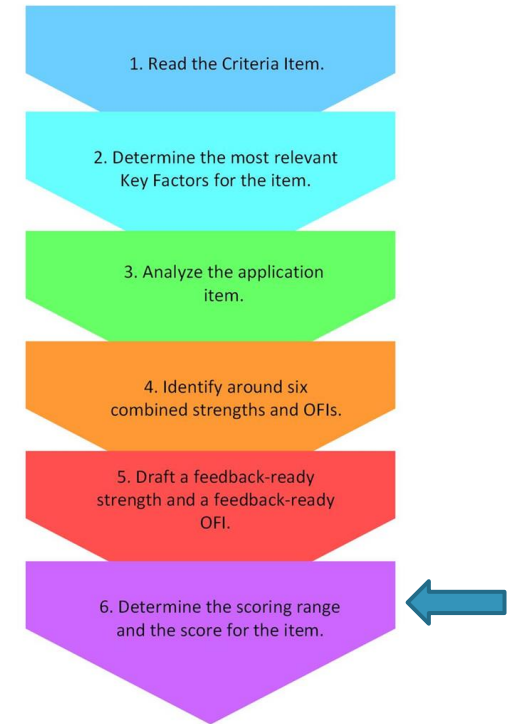 1. Read the Criteria Item.
2. Determine the most relevant
Key Factors for the item.
3. Analyze the application
item.
4. Identify around six
combined strengths and OFIs.
5. Draft a feedback-ready
strength and a feedback-ready
OFI.
6. Determine the scoring range
and the score for the item.